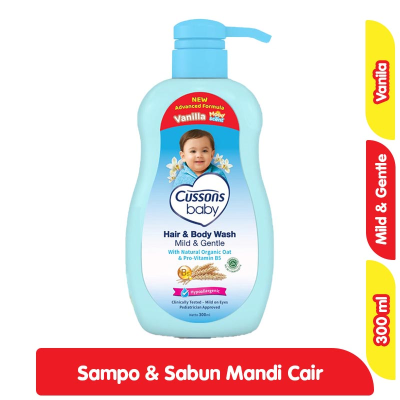 NEW
Advanced Formula
Vanilla
Cussons
baby
Hair & Body Wash
Mild & Gentle
With Natural Organic Oat
& Pro-Vitamin B5
Hypoallergenic
Clinically Tested - Mild on Eyes
Pediatrician Approved
300ml
Vanila
Mild & Gentle
300 ml
Sampo & Sabun Mandi Cair